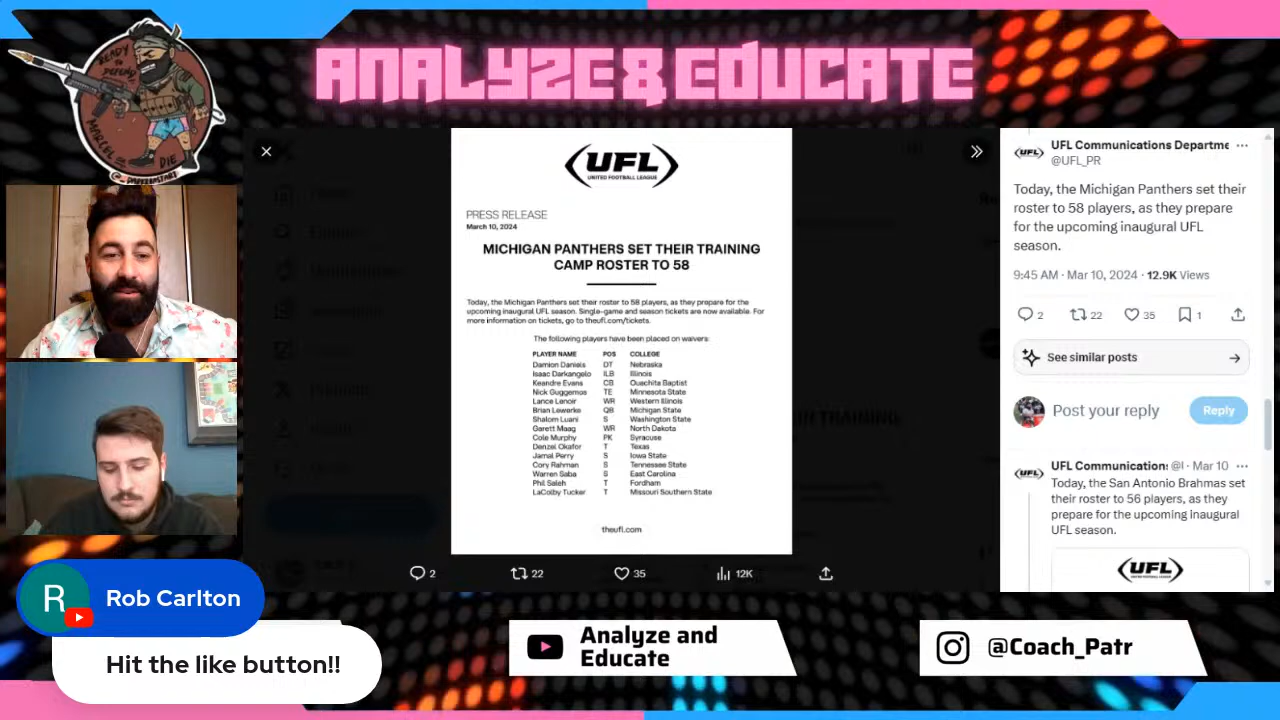 ANALYZE & EDUCATE
READY
TO
DEFEND
MARCEL
DIE
UFL
UNITED FOOTBALL LEAGUE
PRESS RELEASE
March 10, 2024
MICHIGAN PANTHERS SET THEIR TRAINING
CAMP ROSTER TO 58
Today, the Michigan Panthers set their roster to 58 players, as they prepare for the
upcoming inaugural UFL season. Single-game and season tickets are now available. For
more information on tickets, go to theufl.com/tickets.
The following players have been placed on waivers:
PLAYER NAME POS COLLEGE
Damion Daniels DT Nebraska
Isaac Darkangelo ILB Illinois
Keandre Evans CB Ouachita Baptist
Nick Guggemos TE Minnesota State
Lance Lenoir WR Western Illinois
Brian Lewerke QB Michigan State
Shalom Luani S Washington State
Garett Maag WR North Dakota
Cole Murphy PK Syracuse
Denzel Okafor T Texas
Jamal Perry S Iowa State
Cory Rahman S Tennessee State
Warren Saba S East Carolina
Phil Saleh T Fordham
LaColby Tucker T Missouri Southern State
theufl.com
2 22 35 12K
UFL Communications Departme ...
@UFL_PR
Today, the Michigan Panthers set their
roster to 58 players, as they prepare
for the upcoming inaugural UFL
season.
9:45 AM · Mar 10, 2024 · 12.9K Views
2 22 35 1
See similar posts
Post your reply Reply
UFL Communication: @l · Mar 10 ...
Today, the San Antonio Brahmas set
their roster to 56 players, as they
prepare for the upcoming inaugural
UFL season.
UFL
R Rob Carlton
Hit the like button!!
Analyze and
Educate
@Coach_Patr